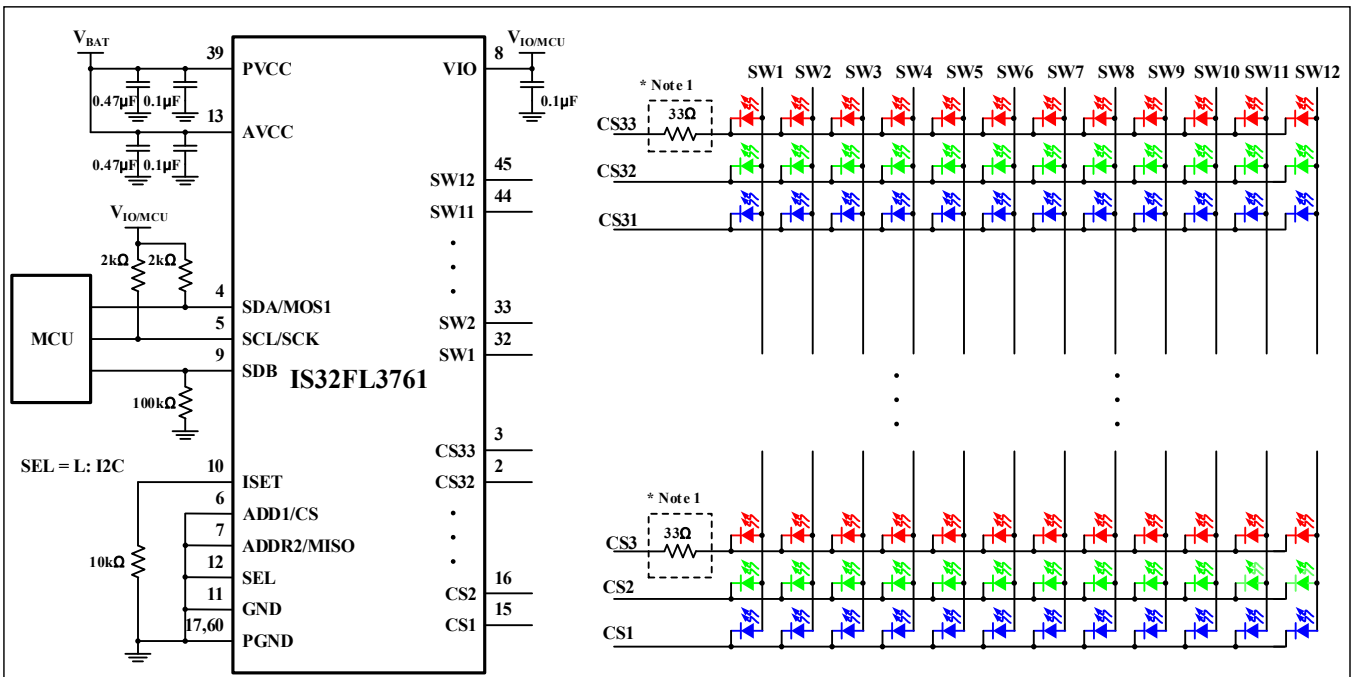 V_BAT
39
PVCC
0.47µF 0.1µF
13
AVCC
0.47µF 0.1µF
V_IO/MCU
2kΩ 2kΩ
MCU
4
SDA/MOS1
5
SCL/SCK
9
SDB
100kΩ
IS32FL3761
SEL = L: I2C
10
ISET
6
ADD1/CS
7
ADDR2/MISO
10kΩ
12
SEL
11
GND
17,60
PGND
V_IO/MCU
8
VIO
0.1µF
45
SW12
44
SW11
33
SW2
32
SW1
3
CS33
2
CS32
16
CS2
15
CS1
SW1 SW2 SW3 SW4 SW5 SW6 SW7 SW8 SW9 SW10 SW11 SW12
* Note 1
33Ω
CS33
CS32
CS31
* Note 1
33Ω
CS3
CS2
CS1